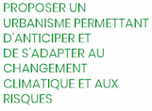 PROPOSER UN
URBANISME PERMETTANT
D'ANTICIPER ET
DE S'ADAPTER AU
CHANGEMENT
CLIMATIQUE ET AUX
RISQUES